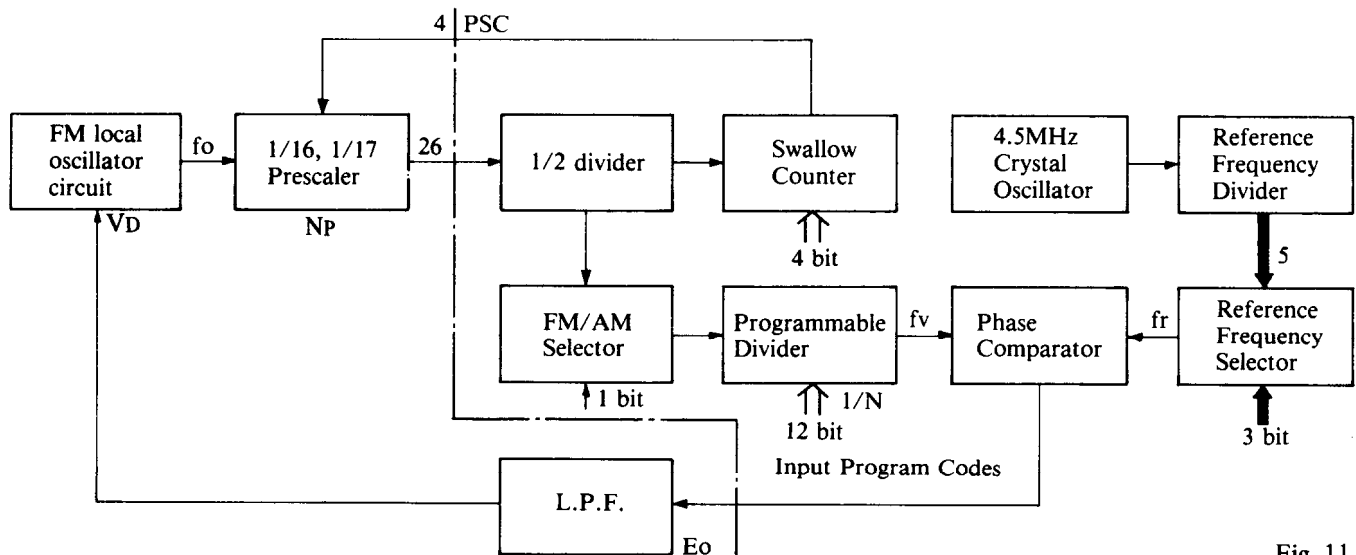 4 PSC
FM local
oscillator
circuit
VD
fo
1/16, 1/17
Prescaler
NP
26
1/2 divider
Swallow
Counter
4 bit
4.5MHz
Crystal
Oscillator
Reference
Frequency
Divider
5
FM/AM
Selector
1 bit
Programmable
Divider
12 bit
1/N
fv
Phase
Comparator
fr
Reference
Frequency
Selector
3 bit
Input Program Codes
L.P.F.
Eo
Fig. 11